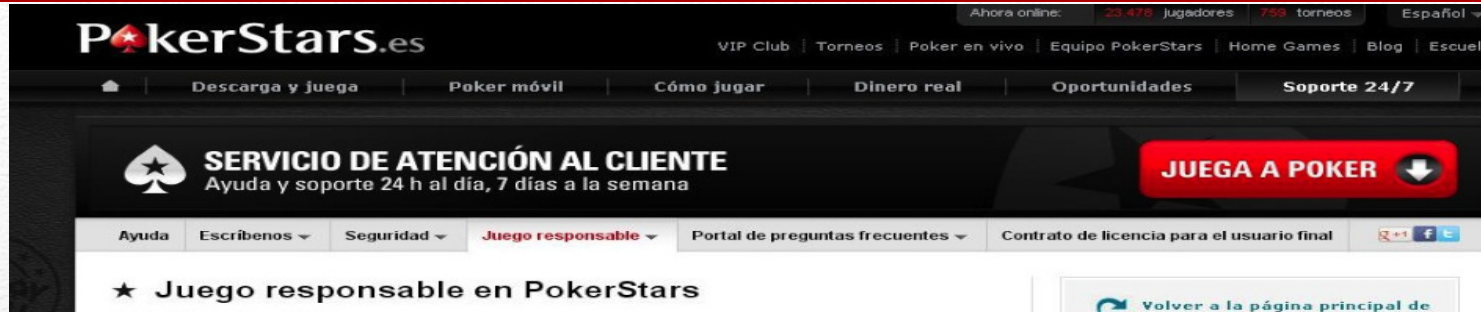 Ahora online: 23.478 jugadores 759 torneos Español
PokerStars.es
VIP Club Torneos Poker en vivo Equipo PokerStars Home Games Blog Escuel
Descarga y juega Poker móvil Cómo jugar Dinero real Oportunidades Soporte 24/7
SERVICIO DE ATENCIÓN AL CLIENTE
Ayuda y soporte 24 h al día, 7 días a la semana
JUEGA A POKER
Ayuda Escríbenos Seguridad Juego responsable Portal de preguntas frecuentes Contrato de licencia para el usuario final g+1 f t
Juego responsable en PokerStars
Volver a la página principal de